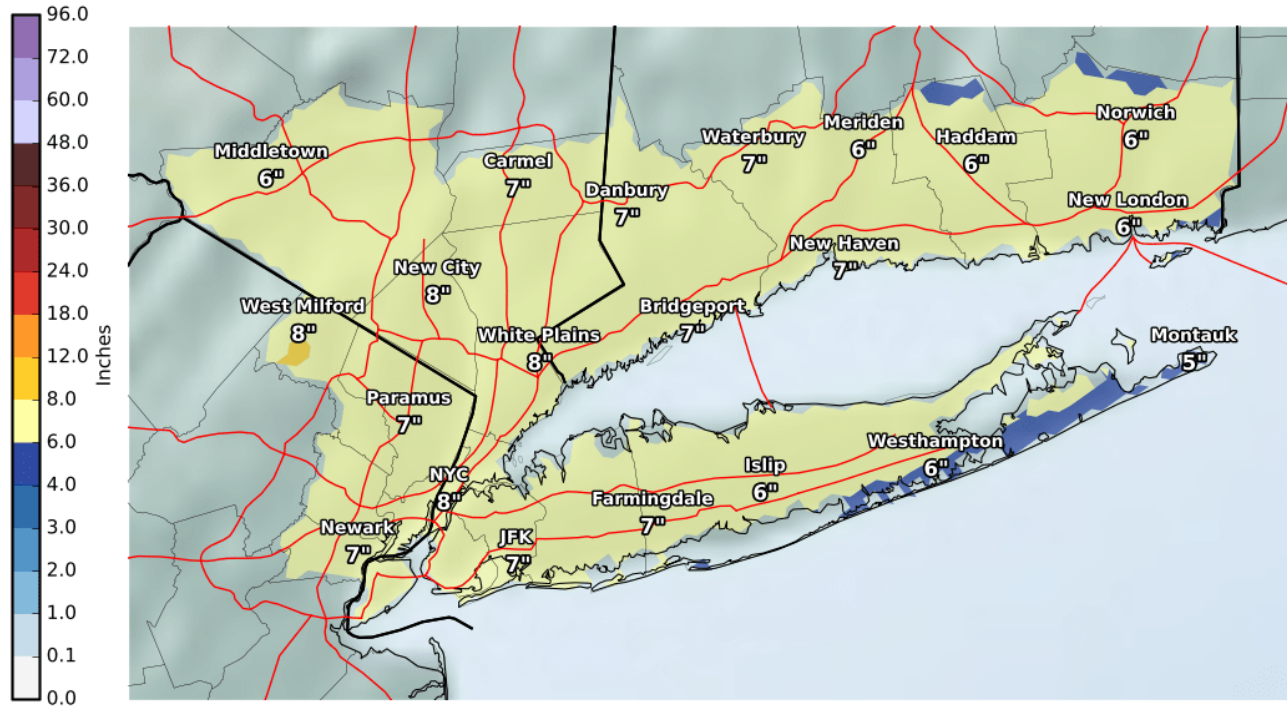 96.0
72.0
60.0
48.0
36.0
30.0
24.0
18.0
12.0
8.0
6.0
4.0
3.0
2.0
1.0
0.1
0.0
Inches
Middletown
6"
Carmel
7"
Danbury
7"
Waterbury
7"
Meriden
6"
Haddam
6"
Norwich
6"
New London
6"
New Haven
7"
New City
8"
West Milford
8"
White Plains
8"
Bridgeport
7"
Montauk
5"
Paramus
7"
NYC
8"
Westhampton
6"
Islip
6"
Farmingdale
7"
Newark
7"
JFK
7"